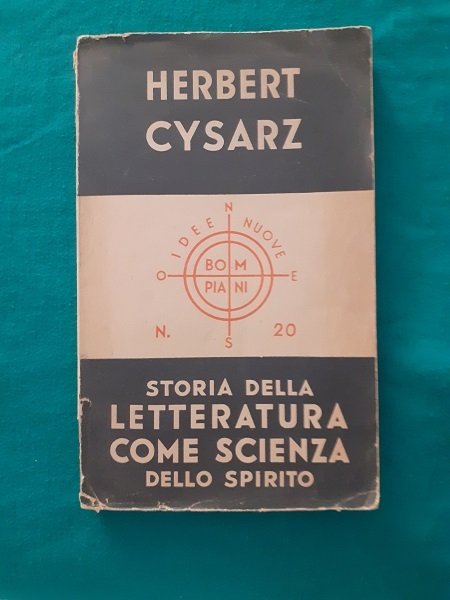 HERBERT
CYSARZ
N
IDEE NUOVE
BOM
O E
PIANI
N. 20
S
STORIA DELLA
LETTERATURA
COME SCIENZA
DELLO SPIRITO